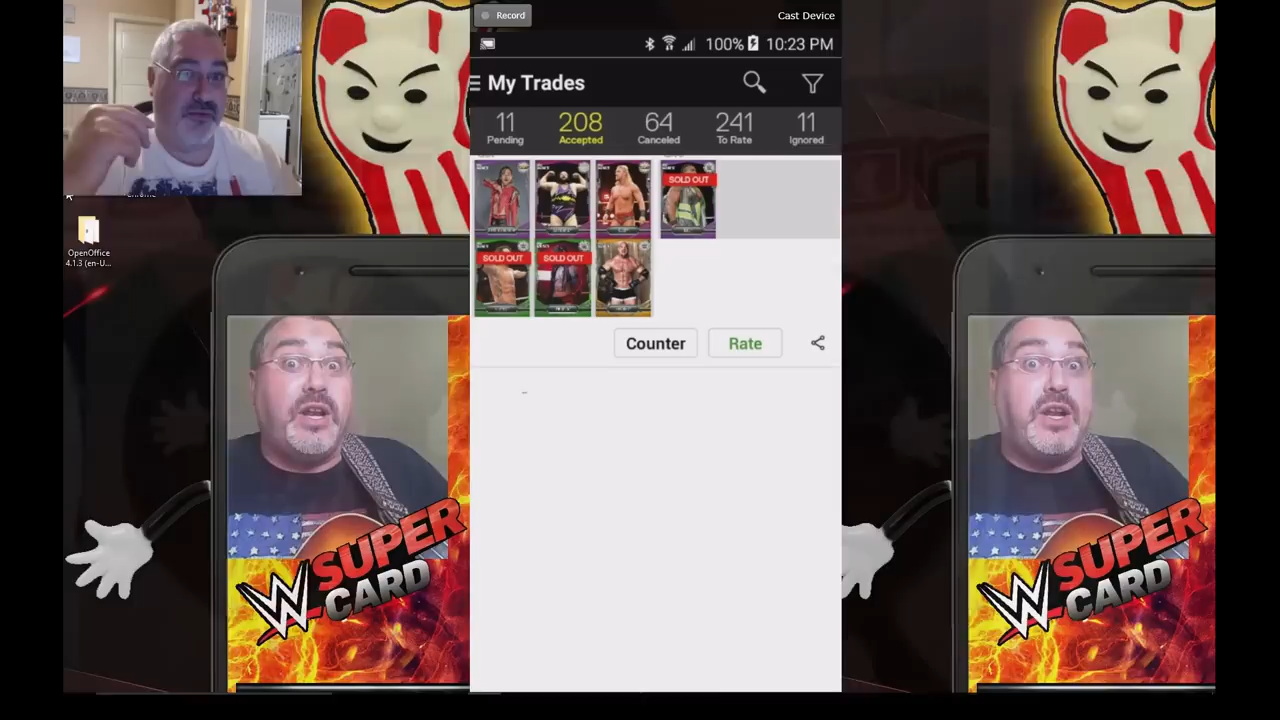 Record
Cast Device
100% 10:23 PM
My Trades
11 208 64 241 11
Pending Accepted Canceled To Rate Ignored
SOLD OUT
SOLD OUT SOLD OUT
Counter Rate
OpenOffice
4.1.3 (en-U...
SUPER
CARD
SUPER
CARD